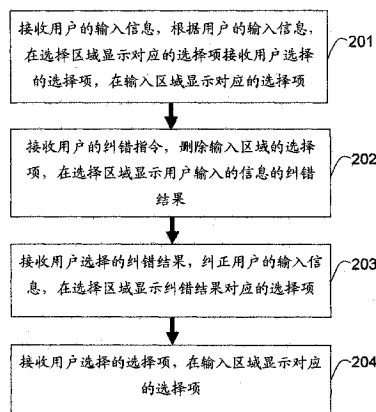 接收用户的输入信息，根据用户的输入信息，
在选择区域显示对应的选择项接收用户选择
的选择项，在输入区域显示对应的选择项
201
接收用户的纠错指令，删除输入区域的选择
项，在选择区域显示用户输入的信息的纠错
结果
202
接收用户选择的纠错结果，纠正用户的输入信
息，在选择区域显示纠错结果对应的选择项
203
接收用户选择的选择项，在输入区域显示对应
的选择项
204